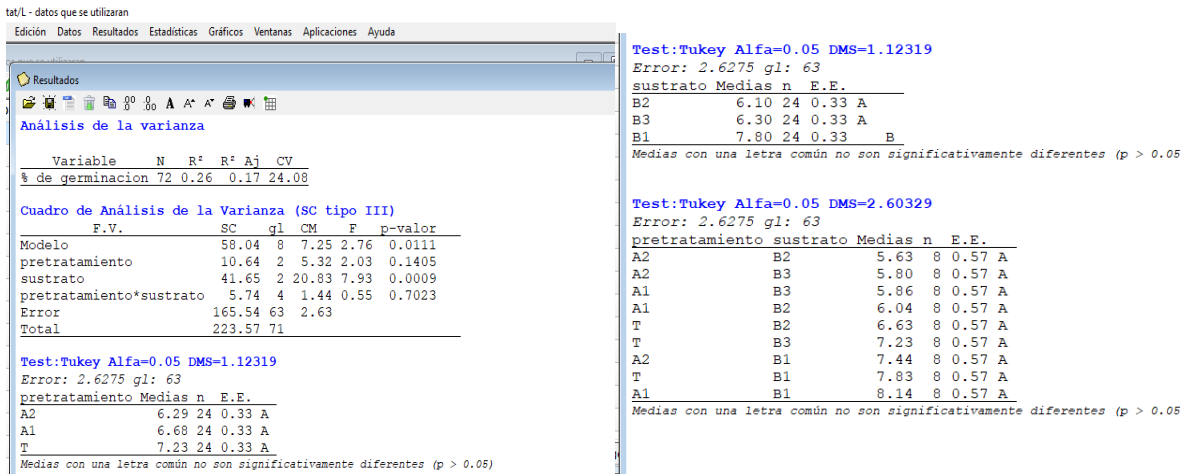 tat/L - datos que se utilizaran
Edición Datos Resultados Estadísticas Gráficos Ventanas Aplicaciones Ayuda
Resultados
Análisis de la varianza
Variable N R² R² Aj CV
% de germinacion 72 0.26 0.17 24.08
Cuadro de Análisis de la Varianza (SC tipo III)
F.V. SC gl CM F p-valor
Modelo 58.04 8 7.25 2.76 0.0111
pretratamiento 10.64 2 5.32 2.03 0.1405
sustrato 41.65 2 20.83 7.93 0.0009
pretratamiento*sustrato 5.74 4 1.44 0.55 0.7023
Error 165.54 63 2.63
Total 223.57 71
Test:Tukey Alfa=0.05 DMS=1.12319
Error: 2.6275 gl: 63
pretratamiento Medias n E.E.
A2 6.29 24 0.33 A
A1 6.68 24 0.33 A
T 7.23 24 0.33 A
Medias con una letra común no son significativamente diferentes (p > 0.05)
Test:Tukey Alfa=0.05 DMS=1.12319
Error: 2.6275 gl: 63
sustrato Medias n E.E.
B2 6.10 24 0.33 A
B3 6.30 24 0.33 A
B1 7.80 24 0.33 B
Medias con una letra común no son significativamente diferentes (p > 0.05
Test:Tukey Alfa=0.05 DMS=2.60329
Error: 2.6275 gl: 63
pretratamiento sustrato Medias n E.E.
A2 B2 5.63 8 0.57 A
A2 B3 5.80 8 0.57 A
A1 B3 5.86 8 0.57 A
A1 B2 6.04 8 0.57 A
T B2 6.63 8 0.57 A
T B3 7.23 8 0.57 A
A2 B1 7.44 8 0.57 A
T B1 7.83 8 0.57 A
A1 B1 8.14 8 0.57 A
Medias con una letra común no son significativamente diferentes (p > 0.05